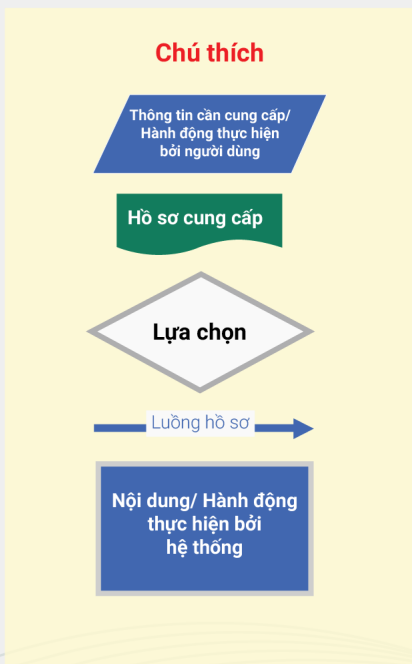 Chú thích
Thông tin cần cung cấp/
Hành động thực hiện
bởi người dùng
Hồ sơ cung cấp
Lựa chọn
Luồng hồ sơ
Nội dung/ Hành động
thực hiện bởi
hệ thống